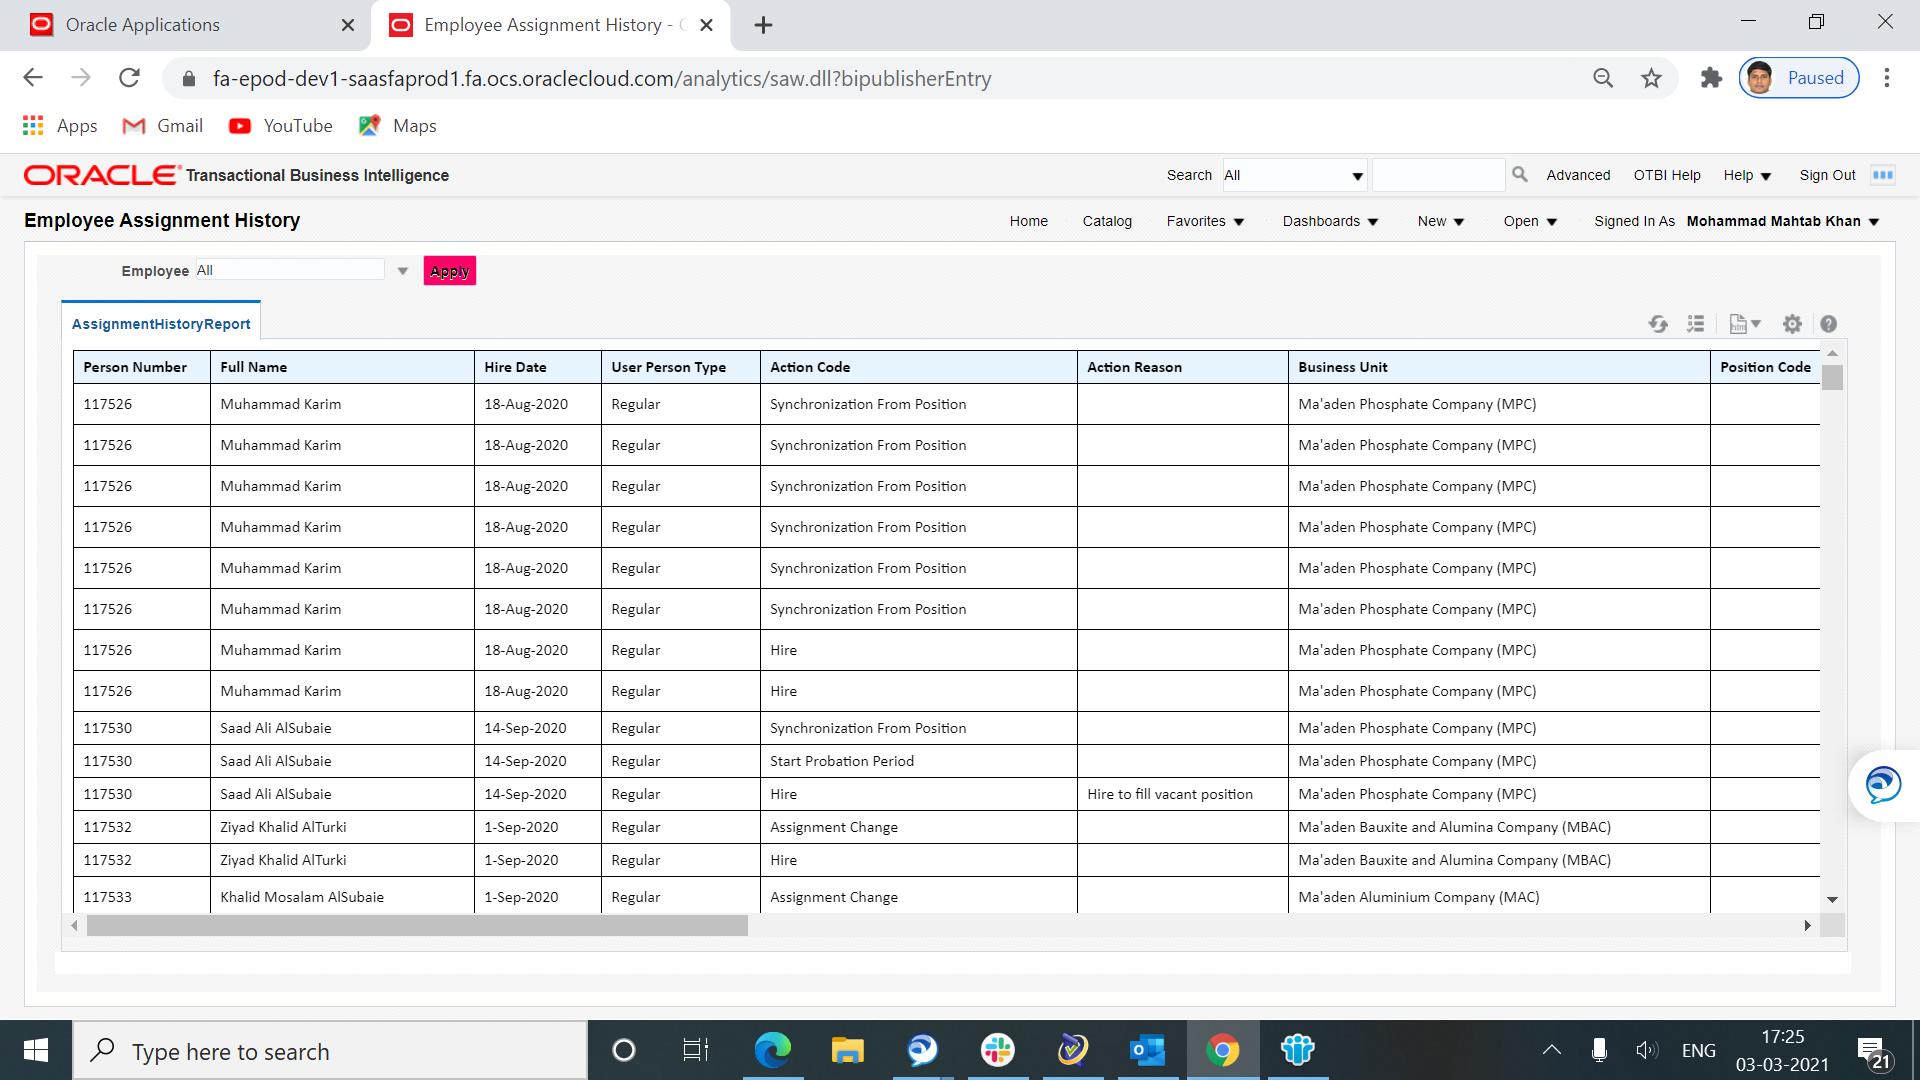 Oracle Applications
Employee Assignment History -
fa-epod-dev1-saasfaprod1.fa.ocs.oraclecloud.com/analytics/saw.dll?bipublisherEntry
Paused
Apps Gmail YouTube Maps
ORACLE Transactional Business Intelligence
Search All Advanced OTBI Help Help Sign Out
Employee Assignment History
Home Catalog Favorites Dashboards New Open Signed In As Mohammad Mahtab Khan
Employee All Apply
AssignmentHistoryReport
Person Number Full Name Hire Date User Person Type Action Code Action Reason Business Unit Position Code
117526 Muhammad Karim 18-Aug-2020 Regular Synchronization From Position Ma'aden Phosphate Company (MPC)
117526 Muhammad Karim 18-Aug-2020 Regular Synchronization From Position Ma'aden Phosphate Company (MPC)
117526 Muhammad Karim 18-Aug-2020 Regular Synchronization From Position Ma'aden Phosphate Company (MPC)
117526 Muhammad Karim 18-Aug-2020 Regular Synchronization From Position Ma'aden Phosphate Company (MPC)
117526 Muhammad Karim 18-Aug-2020 Regular Synchronization From Position Ma'aden Phosphate Company (MPC)
117526 Muhammad Karim 18-Aug-2020 Regular Synchronization From Position Ma'aden Phosphate Company (MPC)
117526 Muhammad Karim 18-Aug-2020 Regular Hire Ma'aden Phosphate Company (MPC)
117526 Muhammad Karim 18-Aug-2020 Regular Hire Ma'aden Phosphate Company (MPC)
117530 Saad Ali AlSubaie 14-Sep-2020 Regular Synchronization From Position Ma'aden Phosphate Company (MPC)
117530 Saad Ali AlSubaie 14-Sep-2020 Regular Start Probation Period Ma'aden Phosphate Company (MPC)
117530 Saad Ali AlSubaie 14-Sep-2020 Regular Hire Hire to fill vacant position Ma'aden Phosphate Company (MPC)
117532 Ziyad Khalid AlTurki 1-Sep-2020 Regular Assignment Change Ma'aden Bauxite and Alumina Company (MBAC)
117532 Ziyad Khalid AlTurki 1-Sep-2020 Regular Hire Ma'aden Bauxite and Alumina Company (MBAC)
117533 Khalid Mosalam AlSubaie 1-Sep-2020 Regular Assignment Change Ma'aden Aluminium Company (MAC)
Type here to search
ENG
17:25
03-03-2021
21